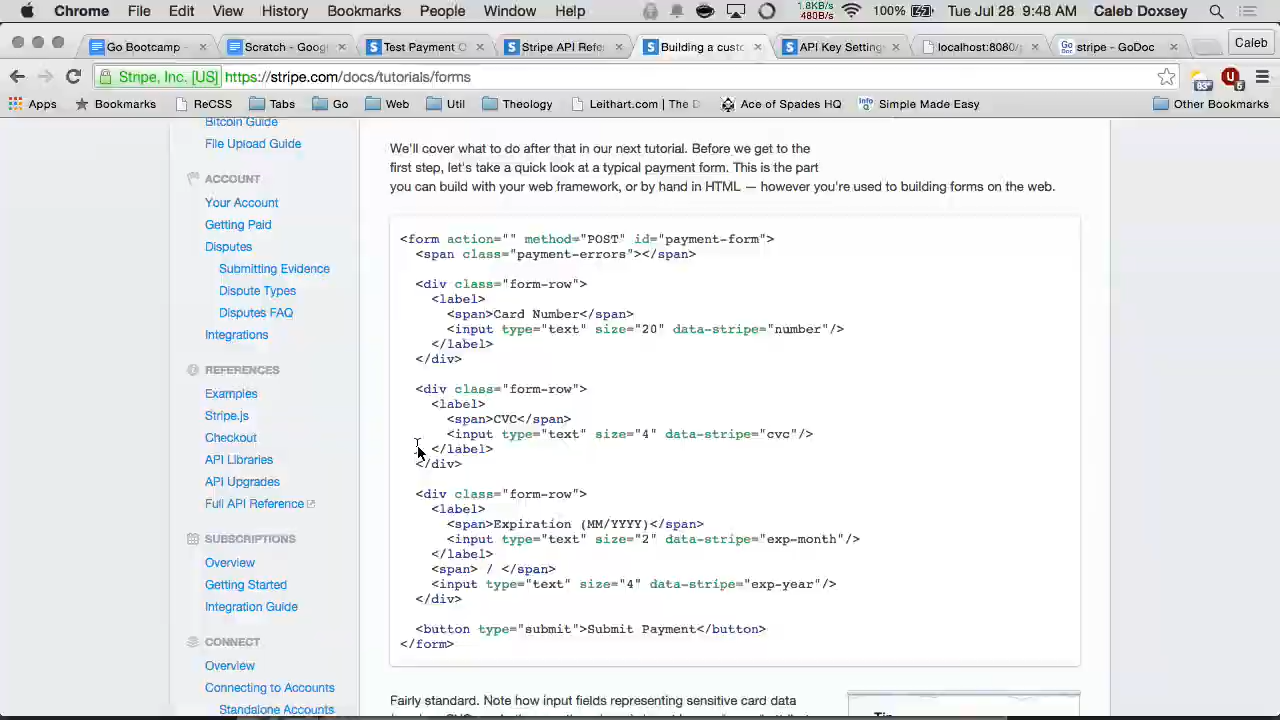 Chrome File Edit View History Bookmarks People Window Help 1.8KB/s 480B/s 100% Tue Jul 28 9:48 AM Caleb Doxsey
Go Bootcamp - Scratch - Goog Test Payment Stripe API Refe Building a custo API Key Setting localhost:8080/ stripe - GoDoc Caleb
Stripe, Inc. [US] https://stripe.com/docs/tutorials/forms
Apps Bookmarks ReCSS Tabs Go Web Util Theology Leithart.com | The Ace of Spades HQ Simple Made Easy Other Bookmarks
Bitcoin Guide
File Upload Guide
ACCOUNT
Your Account
Getting Paid
Disputes
Submitting Evidence
Dispute Types
Disputes FAQ
Integrations
REFERENCES
Examples
Stripe.js
Checkout
API Libraries
API Upgrades
Full API Reference
SUBSCRIPTIONS
Overview
Getting Started
Integration Guide
CONNECT
Overview
Connecting to Accounts
Standalone Accounts
We'll cover what to do after that in our next tutorial. Before we get to the
first step, let's take a quick look at a typical payment form. This is the part
you can build with your web framework, or by hand in HTML — however you're used to building forms on the web.
<form action="" method="POST" id="payment-form">
<span class="payment-errors"></span>
<div class="form-row">
<label>
<span>Card Number</span>
<input type="text" size="20" data-stripe="number"/>
</label>
</div>
<div class="form-row">
<label>
<span>CVC</span>
<input type="text" size="4" data-stripe="cvc"/>
</label>
</div>
<div class="form-row">
<label>
<span>Expiration (MM/YYYY)</span>
<input type="text" size="2" data-stripe="exp-month"/>
</label>
<span> / </span>
<input type="text" size="4" data-stripe="exp-year"/>
</div>
<button type="submit">Submit Payment</button>
</form>
Fairly standard. Note how input fields representing sensitive card data